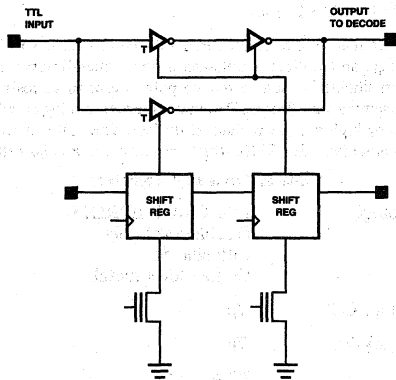 TTL
INPUT
OUTPUT
TO DECODE
T
T
SHIFT
REG
SHIFT
REG